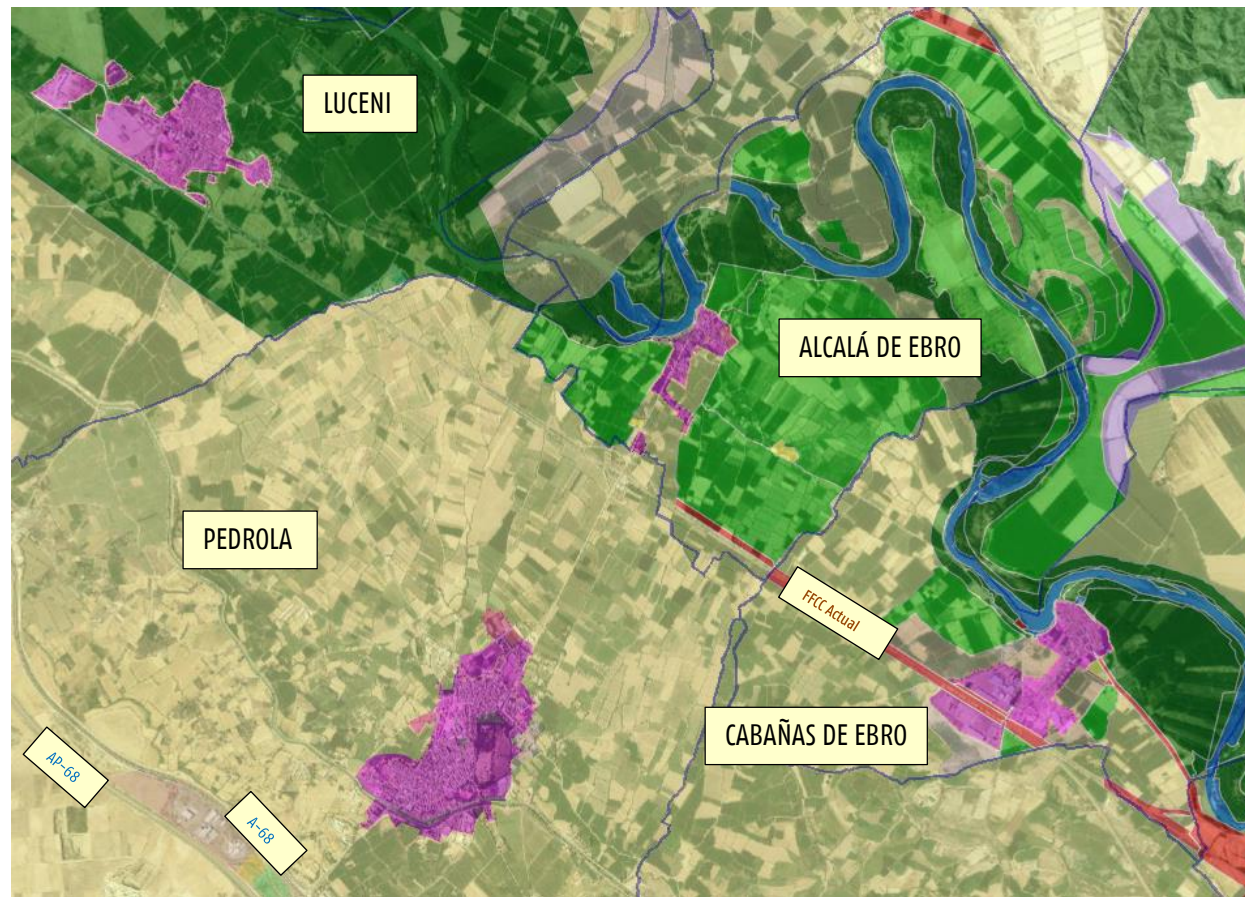 LUCENI
ALCALÁ DE EBRO
PEDROLA
FFCC Actual
CABAÑAS DE EBRO
AP-68
A-68